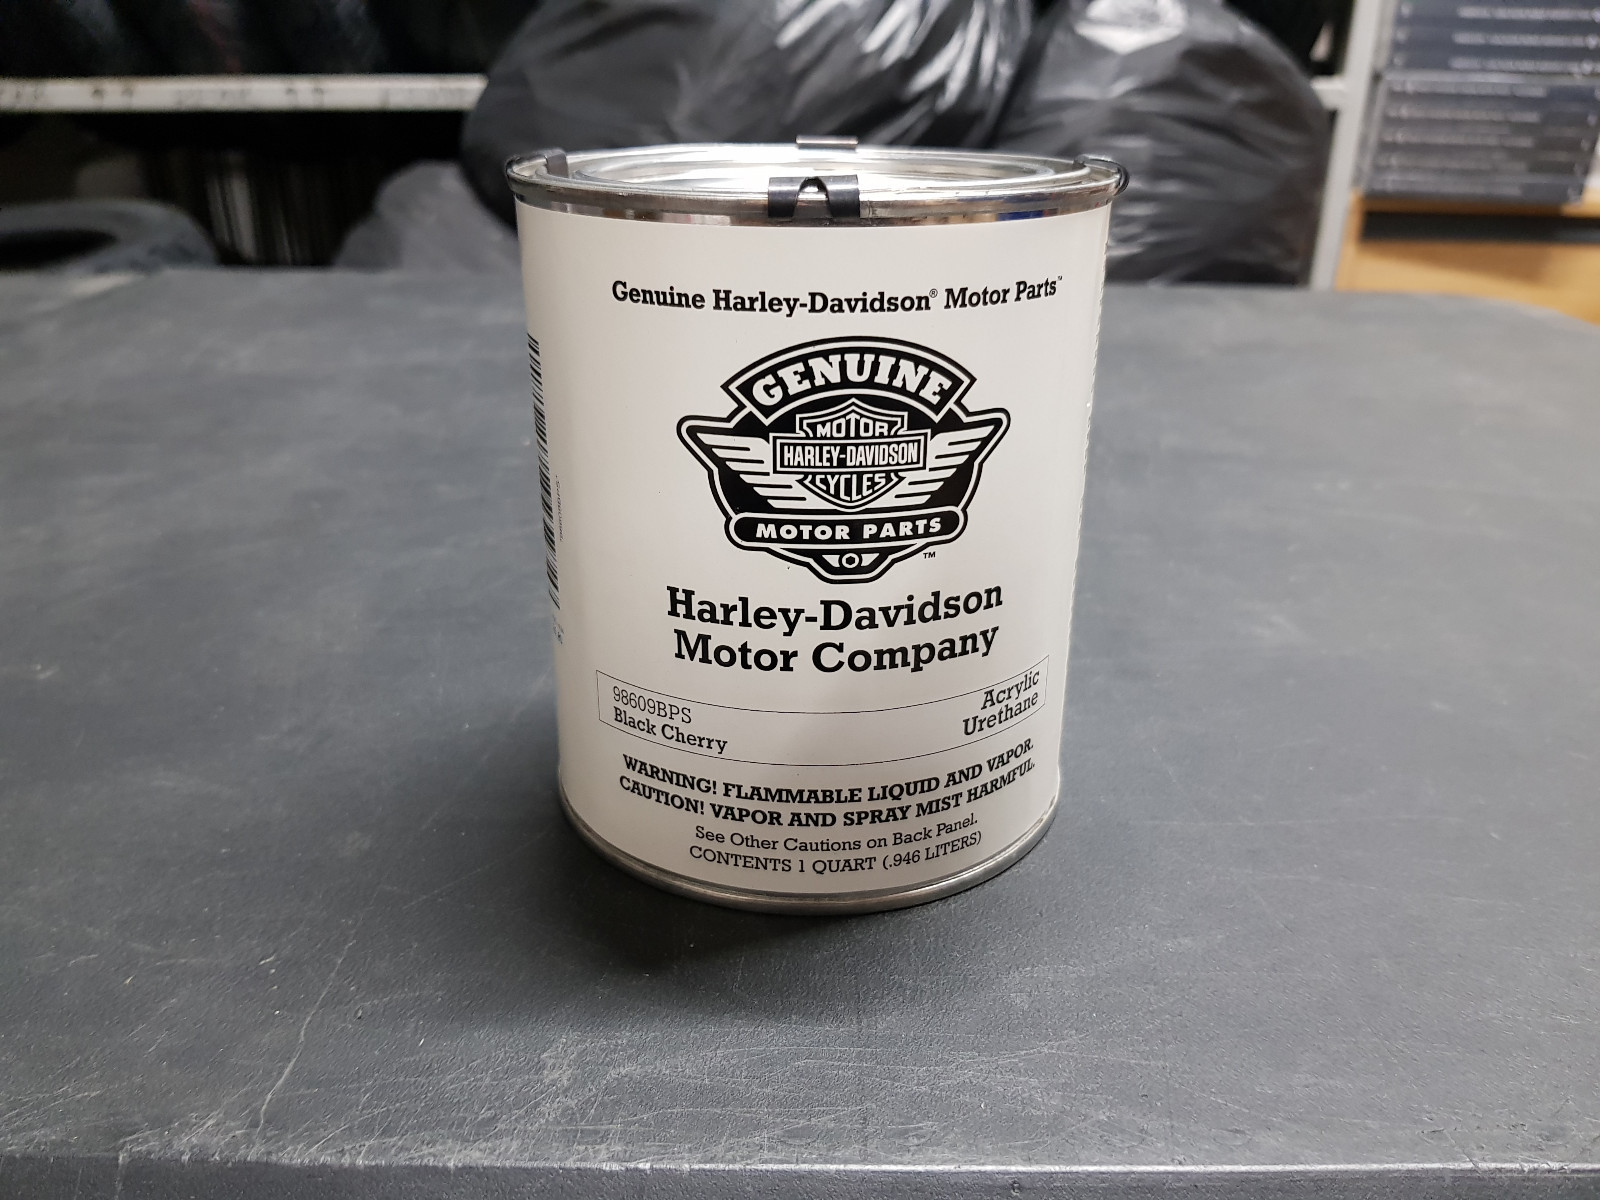 Genuine Harley-Davidson® Motor Parts™
GENUINE
MOTOR
HARLEY-DAVIDSON
CYCLES
MOTOR PARTS
™
Harley-Davidson
Motor Company
98609BPS
Black Cherry
Acrylic
Urethane
WARNING! FLAMMABLE LIQUID AND VAPOR.
CAUTION! VAPOR AND SPRAY MIST HARMFUL.
See Other Cautions on Back Panel.
CONTENTS 1 QUART (.946 LITERS)